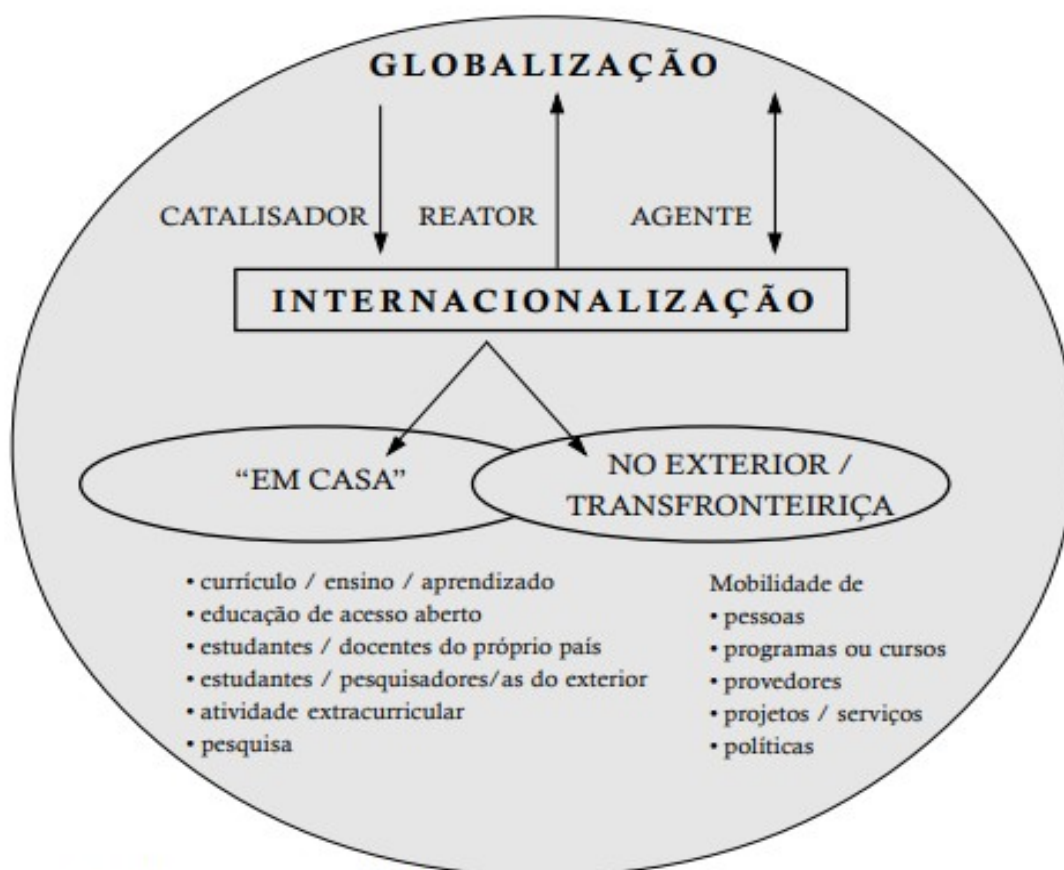 GLOBALIZAÇÃO
CATALISADOR
REATOR
AGENTE
INTERNACIONALIZAÇÃO
“EM CASA”
NO EXTERIOR /
TRANSFRONTEIRIÇA
• currículo / ensino / aprendizado
• educação de acesso aberto
• estudantes / docentes do próprio país
• estudantes / pesquisadores/as do exterior
• atividade extracurricular
• pesquisa
Mobilidade de
• pessoas
• programas ou cursos
• provedores
• projetos / serviços
• políticas